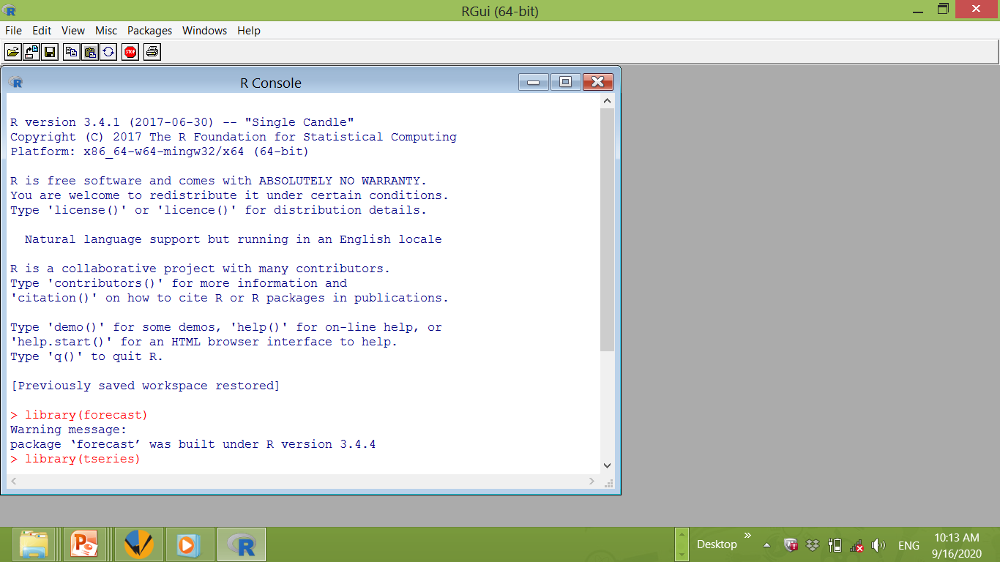 RGui (64-bit)
File Edit View Misc Packages Windows Help
STOP
R Console
R version 3.4.1 (2017-06-30) -- "Single Candle"
Copyright (C) 2017 The R Foundation for Statistical Computing
Platform: x86_64-w64-mingw32/x64 (64-bit)
R is free software and comes with ABSOLUTELY NO WARRANTY.
You are welcome to redistribute it under certain conditions.
Type 'license()' or 'licence()' for distribution details.
Natural language support but running in an English locale
R is a collaborative project with many contributors.
Type 'contributors()' for more information and
'citation()' on how to cite R or R packages in publications.
Type 'demo()' for some demos, 'help()' for on-line help, or
'help.start()' for an HTML browser interface to help.
Type 'q()' to quit R.
[Previously saved workspace restored]
> library(forecast)
Warning message:
package ‘forecast’ was built under R version 3.4.4
> library(tseries)
Desktop » ENG 10:13 AM
9/16/2020